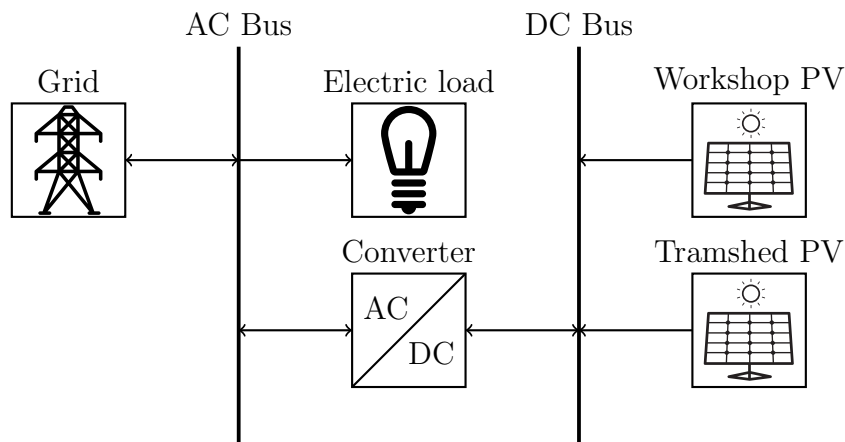 AC Bus
DC Bus
Grid
Electric load
Workshop PV
Converter
Tramshed PV
AC
DC